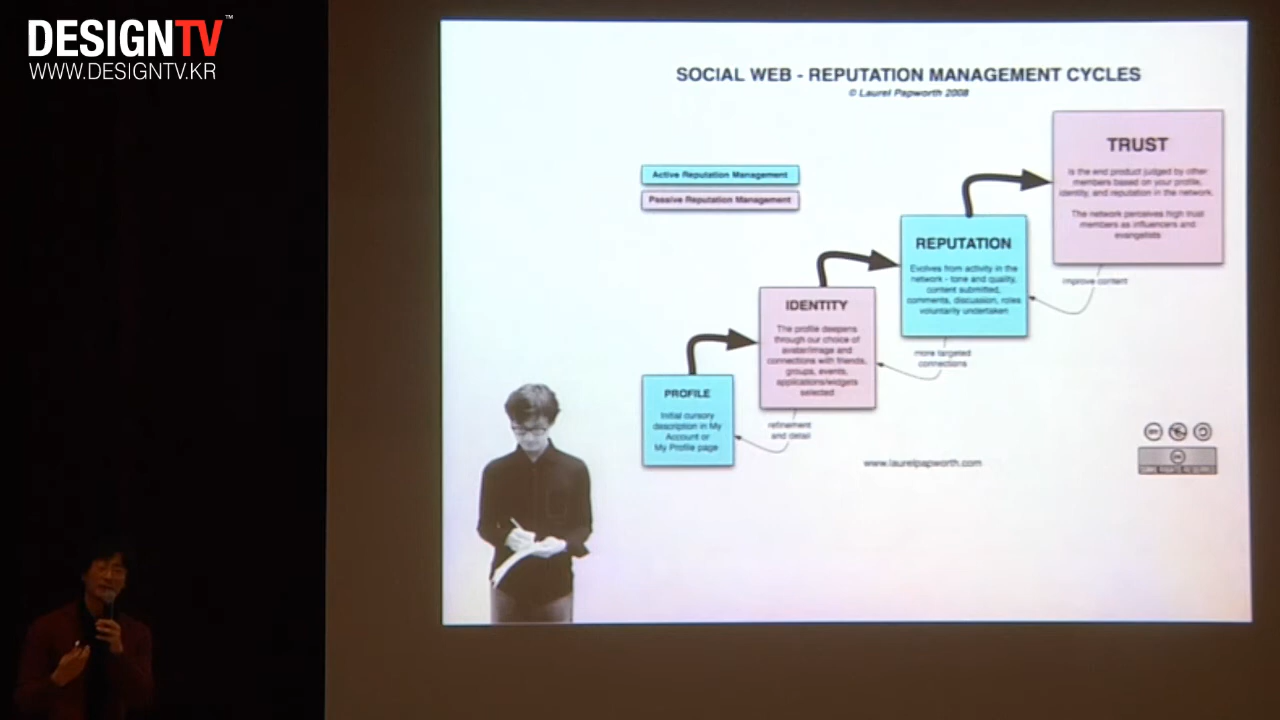 DESIGNTV™
WWW.DESIGNTV.KR
SOCIAL WEB - REPUTATION MANAGEMENT CYCLES
© Laurel Papworth 2008
Active Reputation Management
Passive Reputation Management
TRUST
is the end product judged by other
members based on your profile,
identity, and reputation in the network.
The network perceives high trust
members as influencers and
evangelists
improve content
REPUTATION
Evolves from activity in the
network - tone and quality,
content submitted,
comments, discussion, roles
voluntarily undertaken
more targeted
connections
IDENTITY
The profile deepens
through our choice of
avatar/image and
connections with friends,
groups, events,
applications/widgets
selected
refinement
and detail
PROFILE
Initial cursory
description in My
Account or
My Profile page
www.laurelpapworth.com
SOME RIGHTS RESERVED